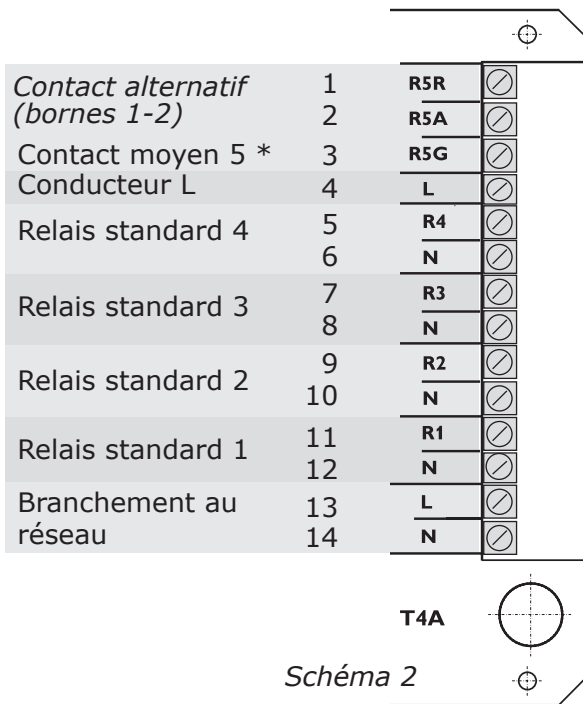 Contact alternatif 1 R5R
(bornes 1-2) 2 R5A
Contact moyen 5 * 3 R5G
Conducteur L 4 L
Relais standard 4 5 R4
6 N
Relais standard 3 7 R3
8 N
Relais standard 2 9 R2
10 N
Relais standard 1 11 R1
12 N
Branchement au 13 L
réseau 14 N
T4A
Schéma 2